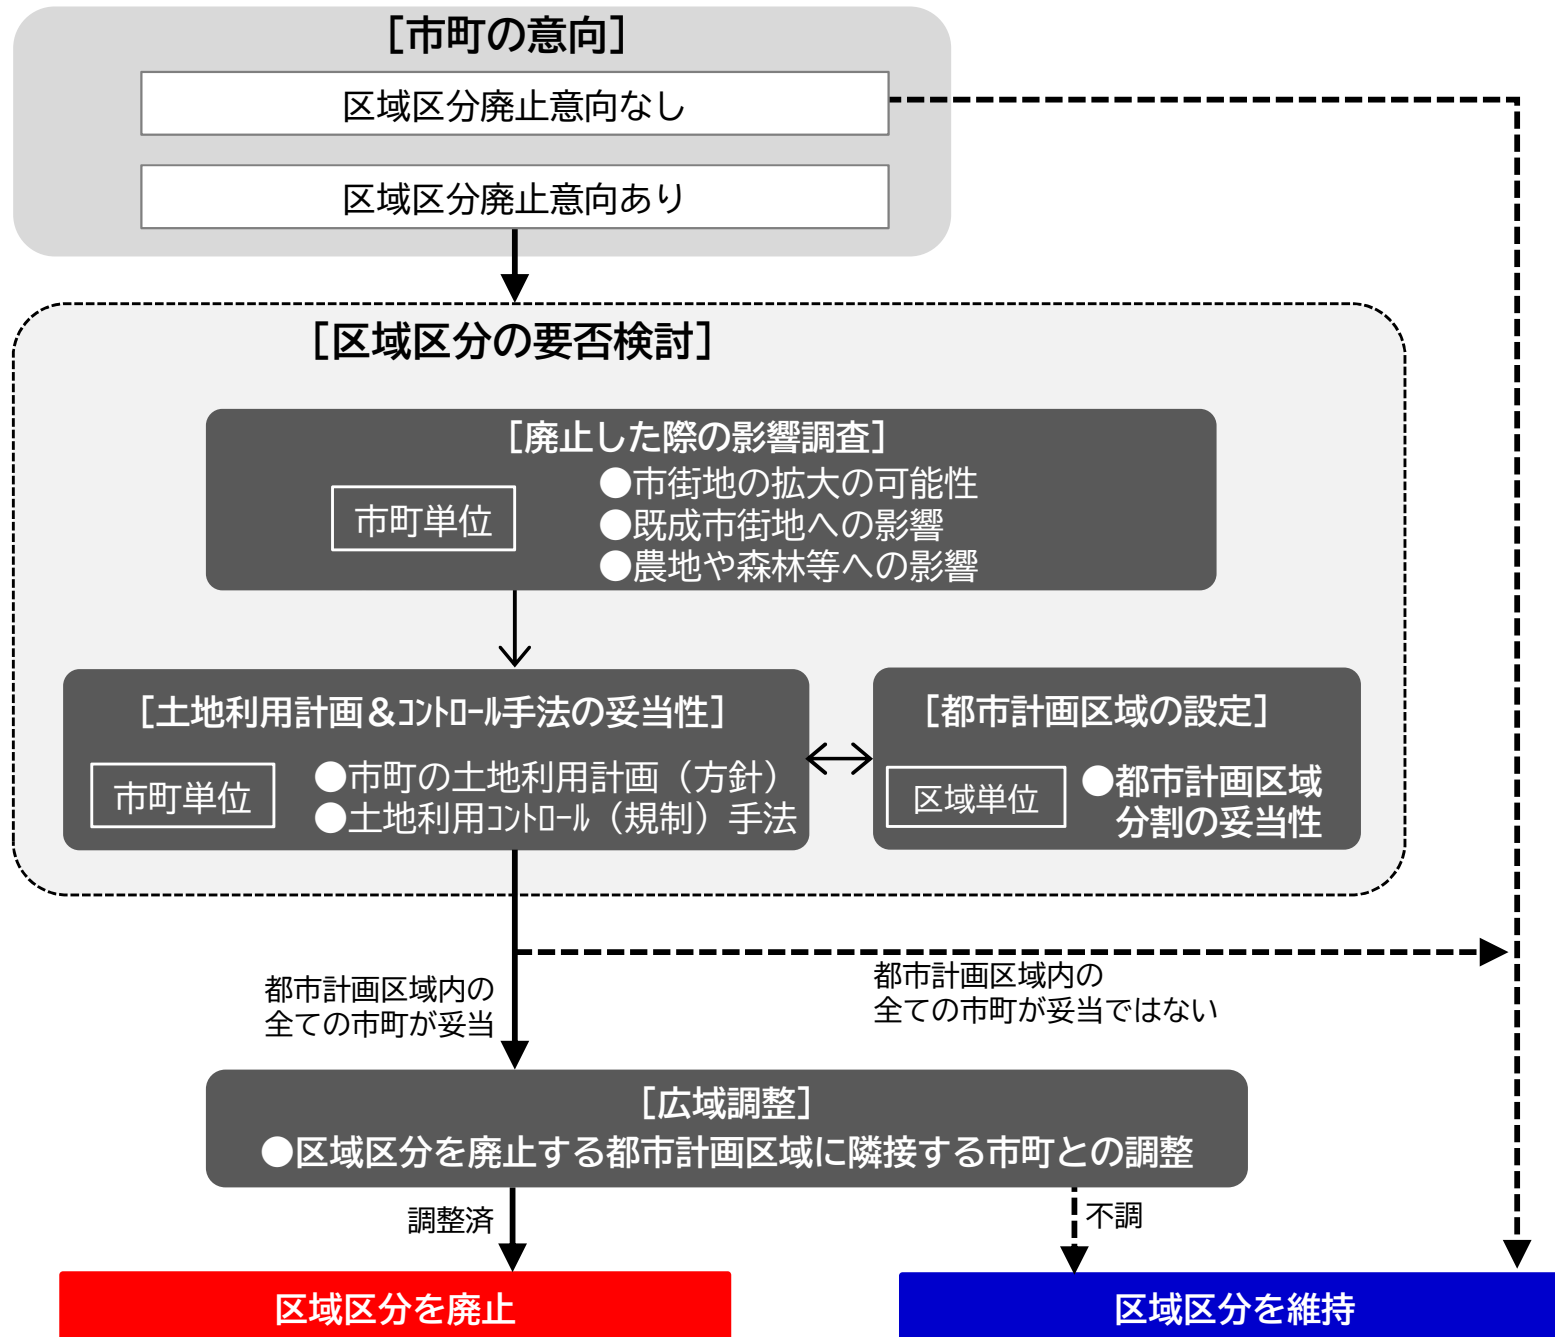 ［市町の意向］
区域区分廃止意向なし
区域区分廃止意向あり
［区域区分の要否検討］
［廃止した際の影響調査］
市町単位
●市街地の拡大の可能性
●既成市街地への影響
●農地や森林等への影響
［土地利用計画＆ｺﾝﾄﾛｰﾙ手法の妥当性］
市町単位
●市町の土地利用計画（方針）
●土地利用ｺﾝﾄﾛｰﾙ（規制）手法
［都市計画区域の設定］
区域単位
●都市計画区域
分割の妥当性
都市計画区域内の
全ての市町が妥当
都市計画区域内の
全ての市町が妥当ではない
［広域調整］
●区域区分を廃止する都市計画区域に隣接する市町との調整
調整済
不調
区域区分を廃止
区域区分を維持